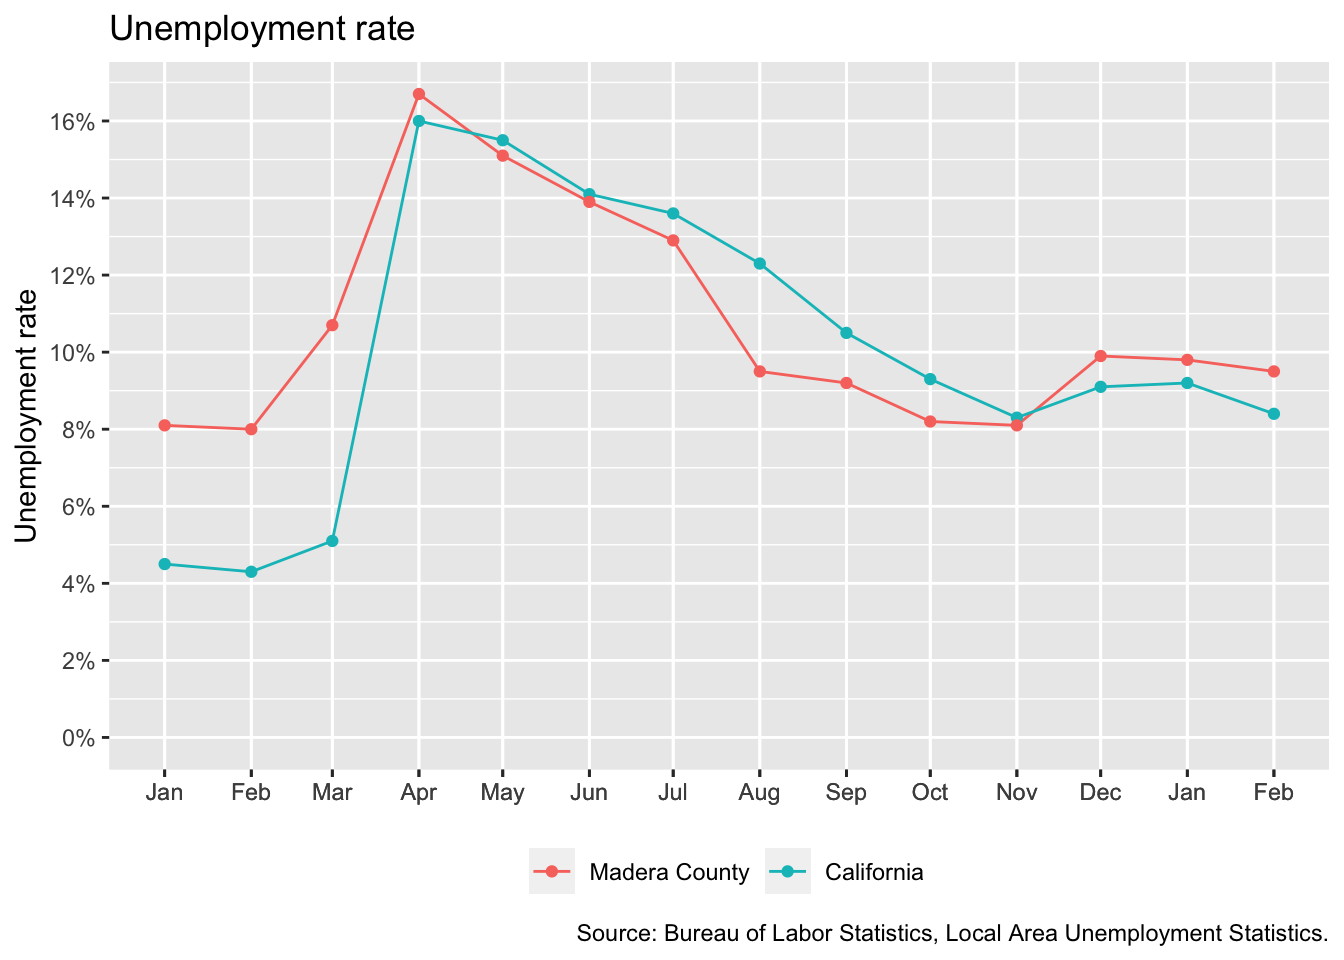 Unemployment rate
Unemployment rate
16%
14%
12%
10%
8%
6%
4%
2%
0%
Jan Feb Mar Apr May Jun Jul Aug Sep Oct Nov Dec Jan Feb
Madera County California
Source: Bureau of Labor Statistics, Local Area Unemployment Statistics.